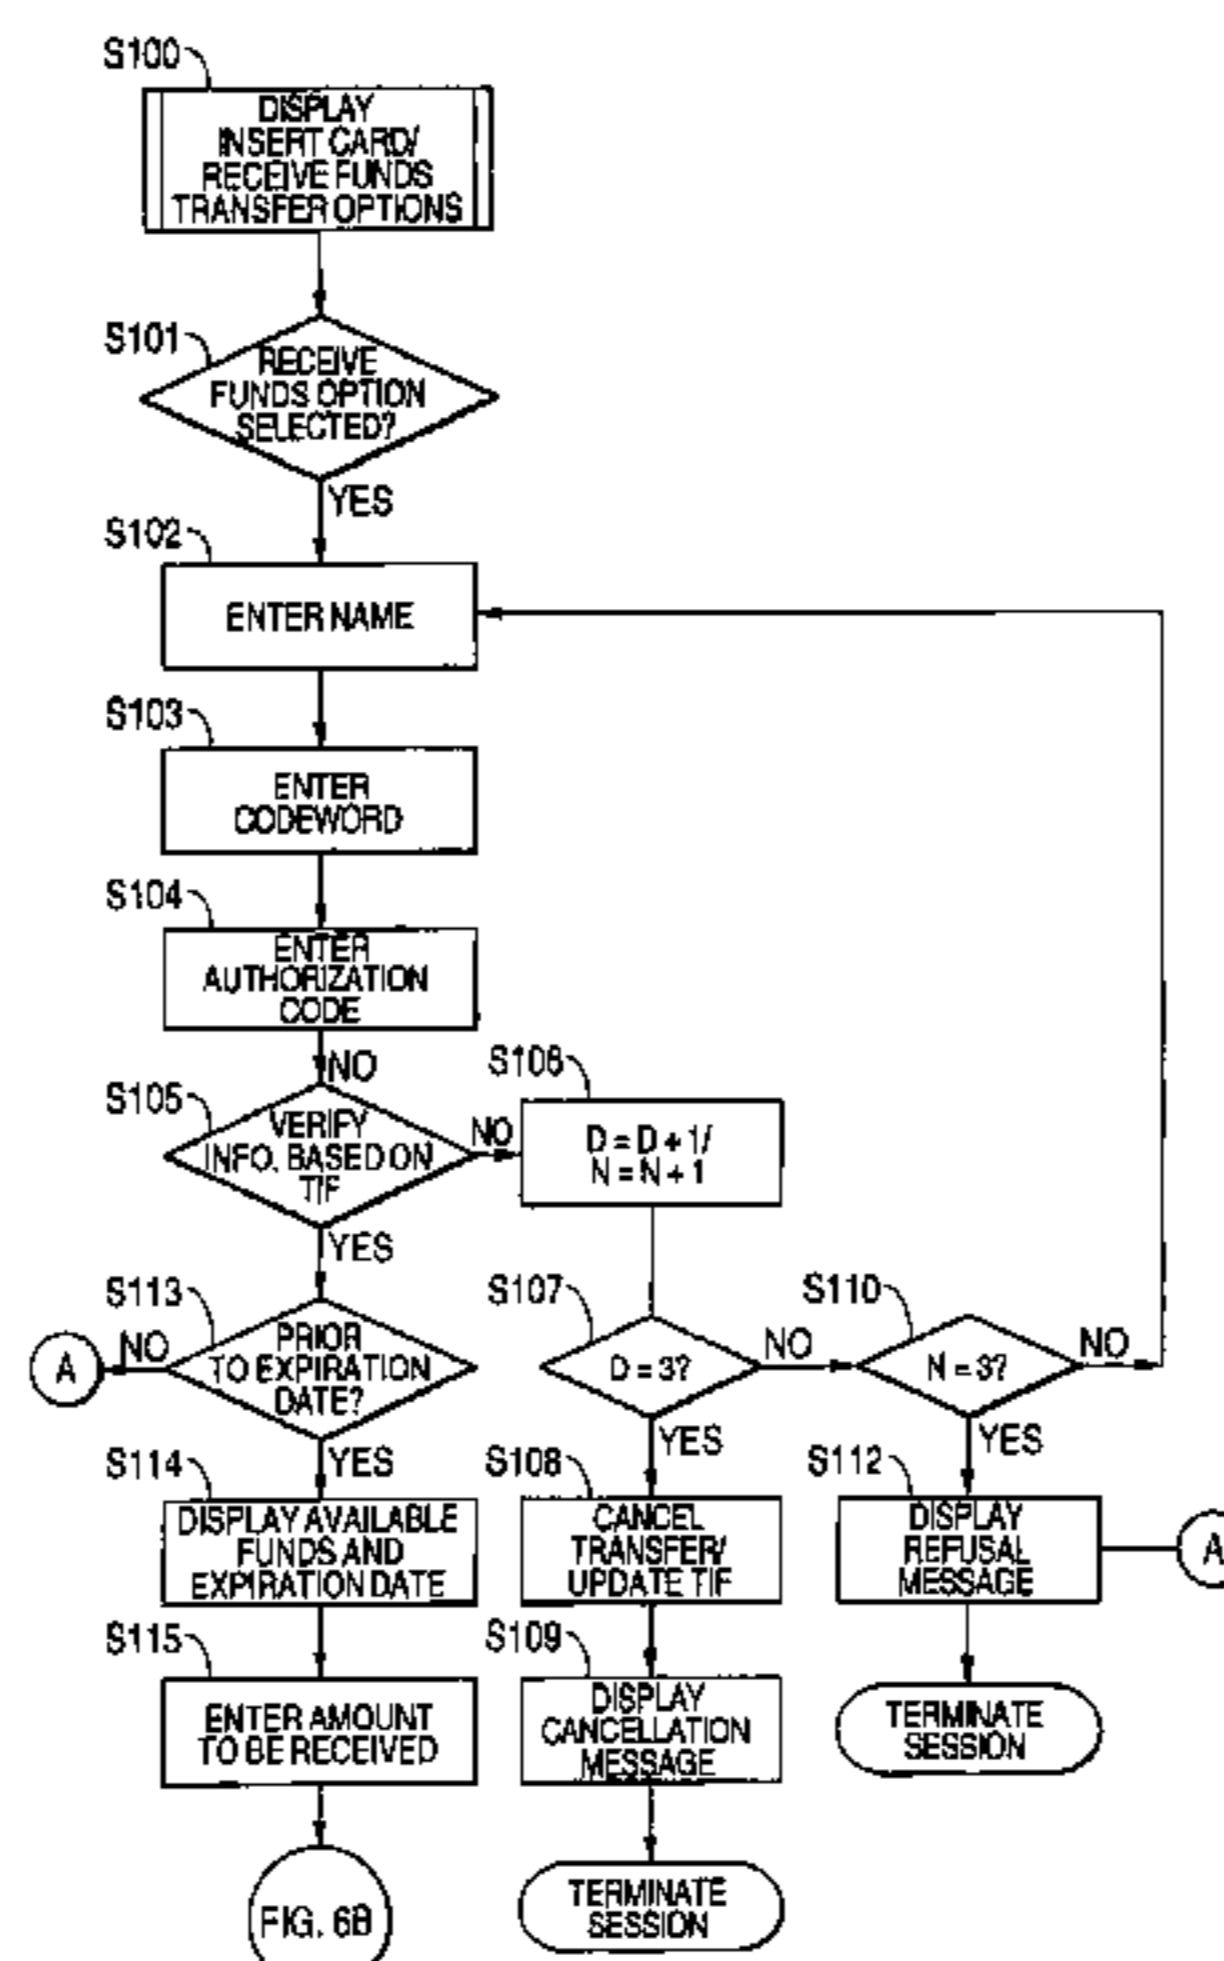 S100
DISPLAY
INSERT CARD/
RECEIVE FUNDS
TRANSFER OPTIONS
S101
RECEIVE
FUNDS OPTION
SELECTED?
YES
S102
ENTER NAME
S103
ENTER
CODEWORD
S104
ENTER
AUTHORIZATION
CODE
NO
S105
VERIFY
INFO. BASED ON
TIF
NO
YES
S106
D = D + 1/
N = N + 1
S113
PRIOR
TO EXPIRATION
DATE?
NO
A
YES
S107
D = 3?
NO
YES
S110
N = 3?
NO
YES
S114
DISPLAY AVAILABLE
FUNDS AND
EXPIRATION DATE
S108
CANCEL
TRANSFER/
UPDATE TIF
S112
DISPLAY
REFUSAL
MESSAGE
A
S115
ENTER AMOUNT
TO BE RECEIVED
S109
DISPLAY
CANCELLATION
MESSAGE
TERMINATE
SESSION
FIG. 6B
TERMINATE
SESSION